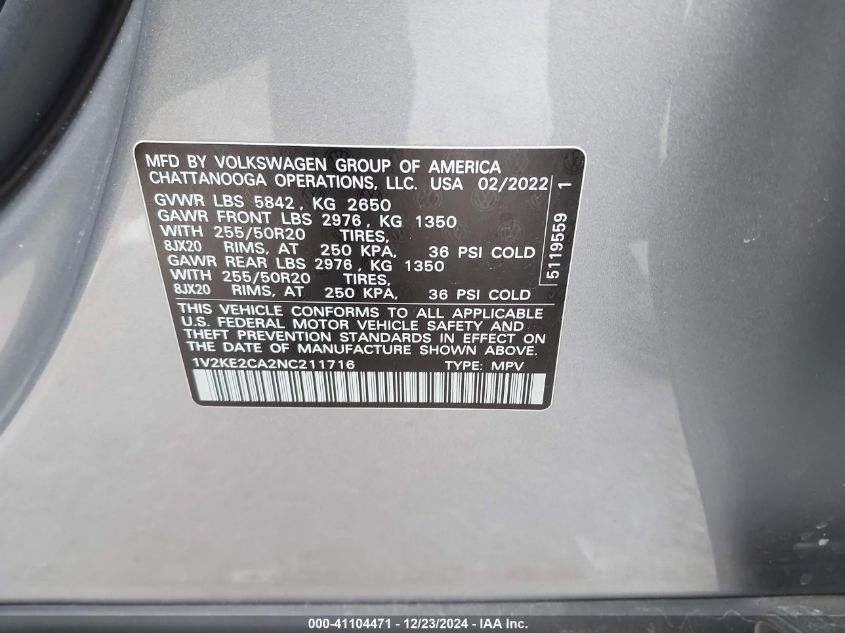 MFD BY VOLKSWAGEN GROUP OF AMERICA
CHATTANOOGA OPERATIONS, LLC. USA 02/2022
GVWR LBS 5842, KG 2650
GAWR FRONT LBS 2976, KG 1350
WITH 255/50R20 TIRES,
8JX20 RIMS, AT 250 KPA, 36 PSI COLD
GAWR REAR LBS 2976, KG 1350
WITH 255/50R20 TIRES,
8JX20 RIMS, AT 250 KPA, 36 PSI COLD
THIS VEHICLE CONFORMS TO ALL APPLICABLE
U.S. FEDERAL MOTOR VEHICLE SAFETY AND
THEFT PREVENTION STANDARDS IN EFFECT ON
THE DATE OF MANUFACTURE SHOWN ABOVE.
1V2KE2CA2NC211716 TYPE: MPV
5119559 1
000-41104471 - 12/23/2024 - IAA Inc.